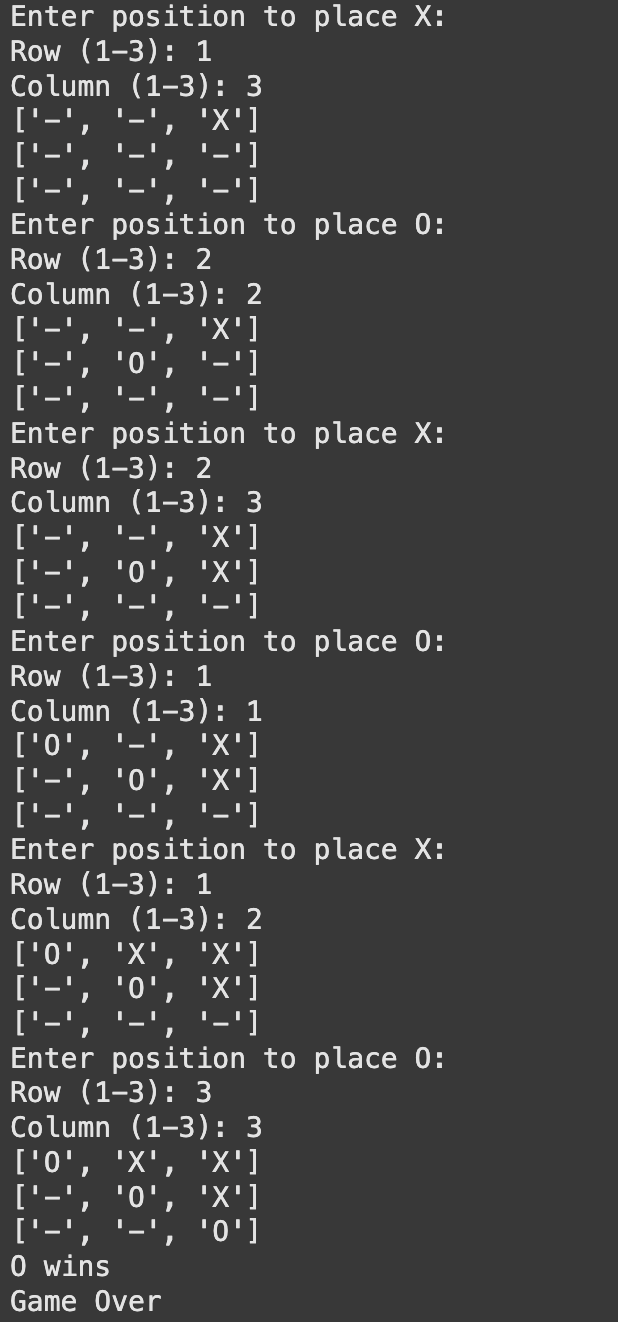 Enter position to place X:
Row (1-3): 1
Column (1-3): 3
['-', '-', 'X']
['-', '-', '-']
['-', '-', '-']
Enter position to place O:
Row (1-3): 2
Column (1-3): 2
['-', '-', 'X']
['-', 'O', '-']
['-', '-', '-']
Enter position to place X:
Row (1-3): 2
Column (1-3): 3
['-', '-', 'X']
['-', 'O', 'X']
['-', '-', '-']
Enter position to place O:
Row (1-3): 1
Column (1-3): 1
['O', '-', 'X']
['-', 'O', 'X']
['-', '-', '-']
Enter position to place X:
Row (1-3): 1
Column (1-3): 2
['O', 'X', 'X']
['-', 'O', 'X']
['-', '-', '-']
Enter position to place O:
Row (1-3): 3
Column (1-3): 3
['O', 'X', 'X']
['-', 'O', 'X']
['-', '-', 'O']
O wins
Game Over